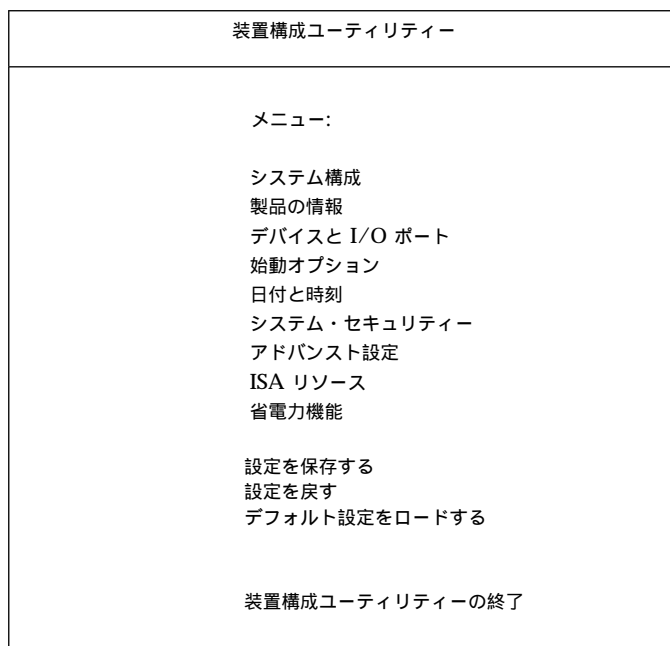 装置構成ユーティリティー
メニュー:
システム構成
製品の情報
デバイスと I/O ポート
始動オプション
日付と時刻
システム・セキュリティー
アドバンスト設定
ISA リソース
省電力機能
設定を保存する
設定を戻す
デフォルト設定をロードする
装置構成ユーティリティーの終了